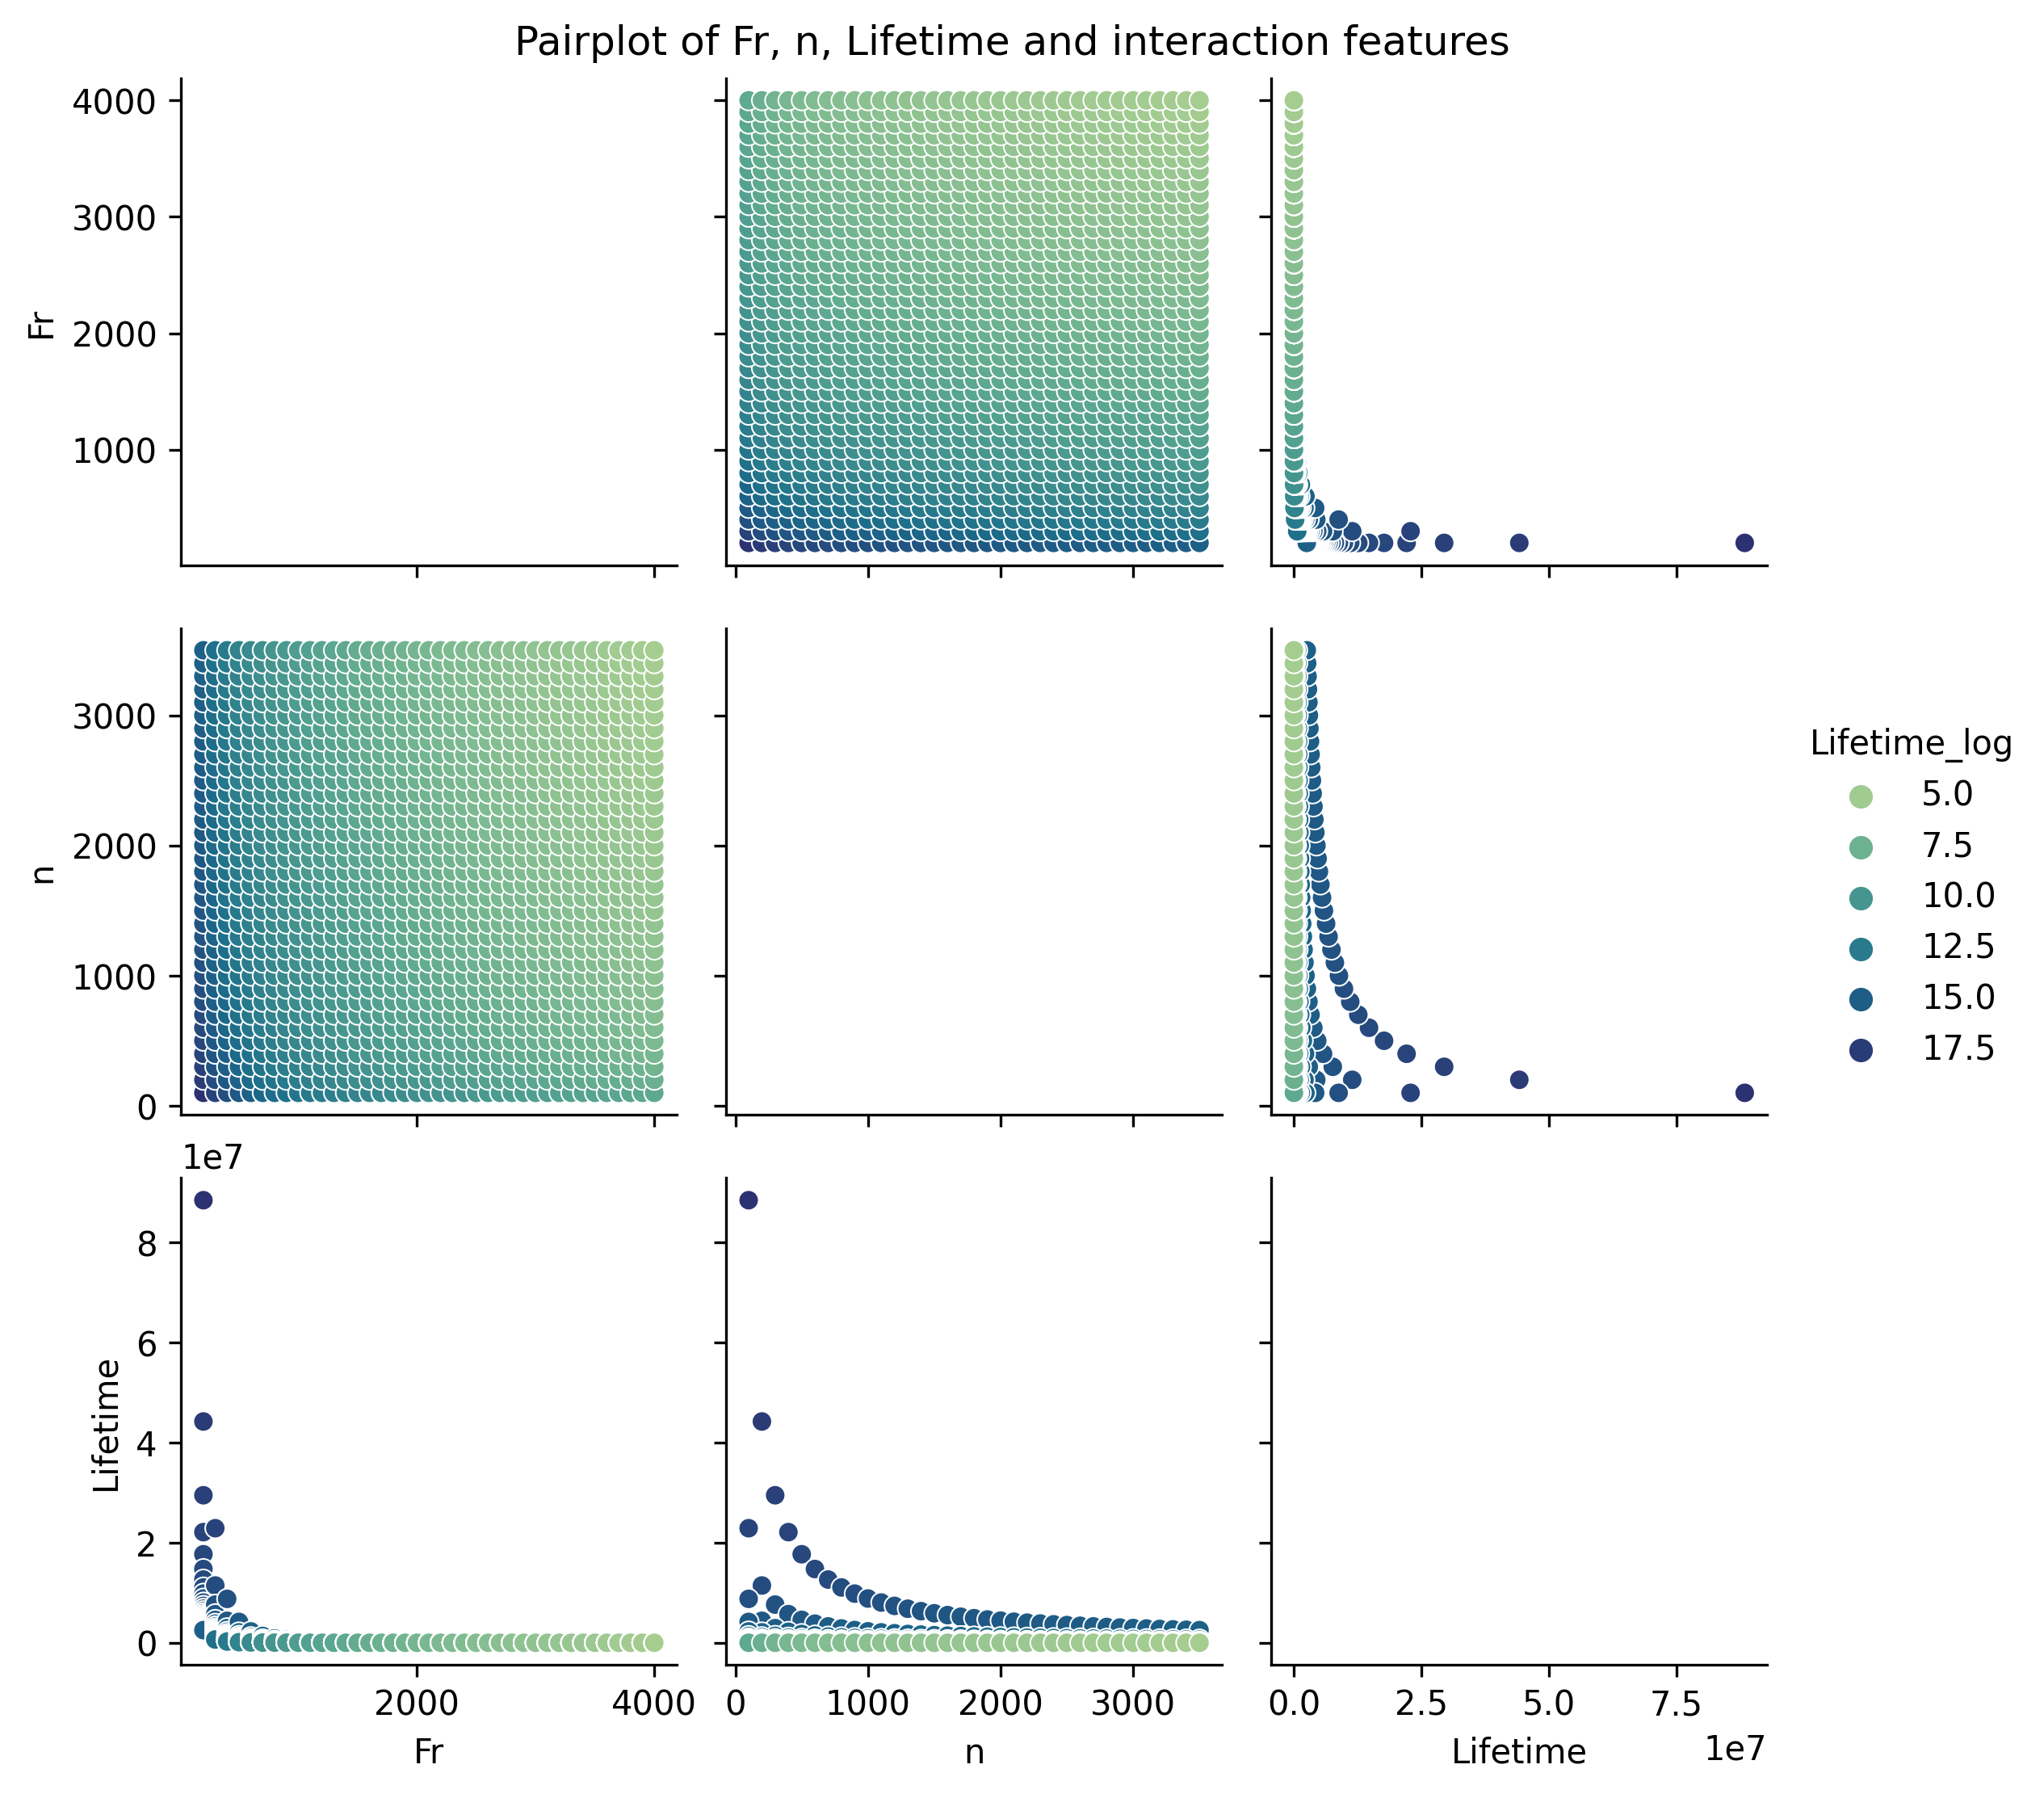 Pairplot of Fr, n, Lifetime and interaction features
4000
3000
2000
1000
Fr
3000
2000
1000
0
n
Lifetime_log
5.0
7.5
10.0
12.5
15.0
17.5
1e7
8
6
4
2
0
Lifetime
2000 4000
0 1000 2000 3000
0.0 2.5 5.0 7.5
Fr
n
Lifetime
1e7